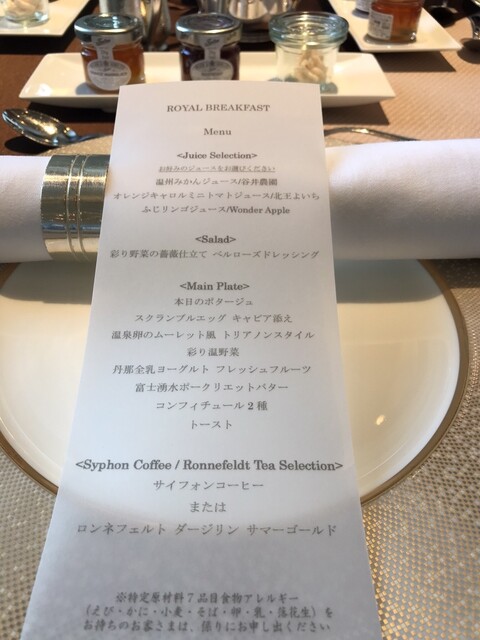 ROYAL BREAKFAST
Menu
<Juice Selection>
お好みのジュースをお選びください
温州みかんジュース/谷井農園
オレンジキャロルミニトマトジュース/北王よいち
ふじリンゴジュース/Wonder Apple
<Salad>
彩り野菜の薔薇仕立て ペルローズドレッシング
<Main Plate>
本日のポタージュ
スクランブルエッグ キャビア添え
温泉卵のムーレット風 トリアノンスタイル
彩り温野菜
丹那全乳ヨーグルト フレッシュフルーツ
富士湧水ポークリエットバター
コンフィチュール2種
トースト
<Syphon Coffee / Ronnefeldt Tea Selection>
サイフォンコーヒー
または
ロンネフェルト ダージリン サマーゴールド
※特定原材料7品目食物アレルギー
(えび・かに・小麦・そば・卵・乳・落花生)を
お持ちのお客さまは、係りにお申し出ください